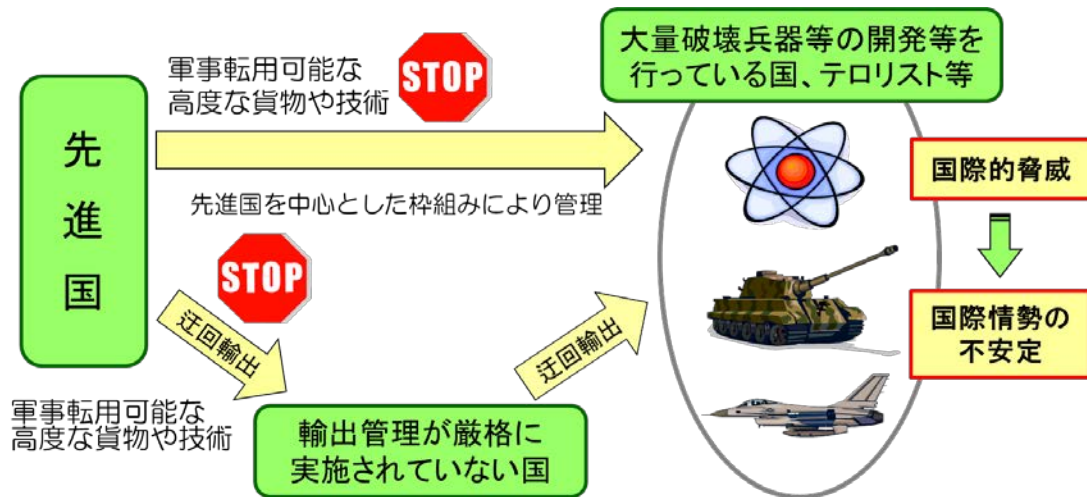 先進国
軍事転用可能な
高度な貨物や技術
STOP
先進国を中心とした枠組みにより管理
STOP
迂回輸出
軍事転用可能な
高度な貨物や技術
輸出管理が厳格に
実施されていない国
迂回輸出
大量破壊兵器等の開発等を
行っている国、テロリスト等
国際的脅威
国際情勢の
不安定